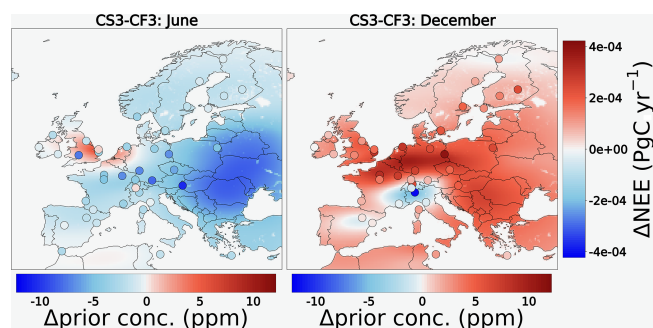 CS3-CF3: June
CS3-CF3: December
4e-04
2e-04
0e+00
-2e-04
-4e-04
ΔNEE (PgC yr⁻¹)
-10 -5 0 5 10
-10 -5 0 5 10
Δprior conc. (ppm)
Δprior conc. (ppm)